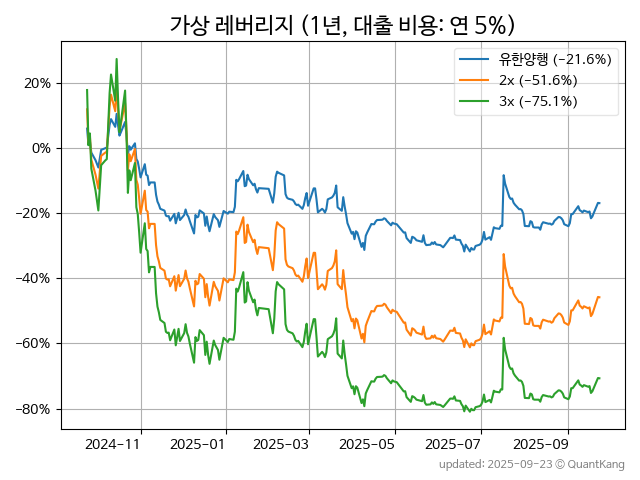 가상 레버리지 (1년, 대출 비용: 연 5%)
유한양행 (−21.6%)
2x (−51.6%)
3x (−75.1%)
20%
0%
−20%
−40%
−60%
−80%
2024-11
2025-01
2025-03
2025-05
2025-07
2025-09
updated: 2025-09-23 © QuantKang